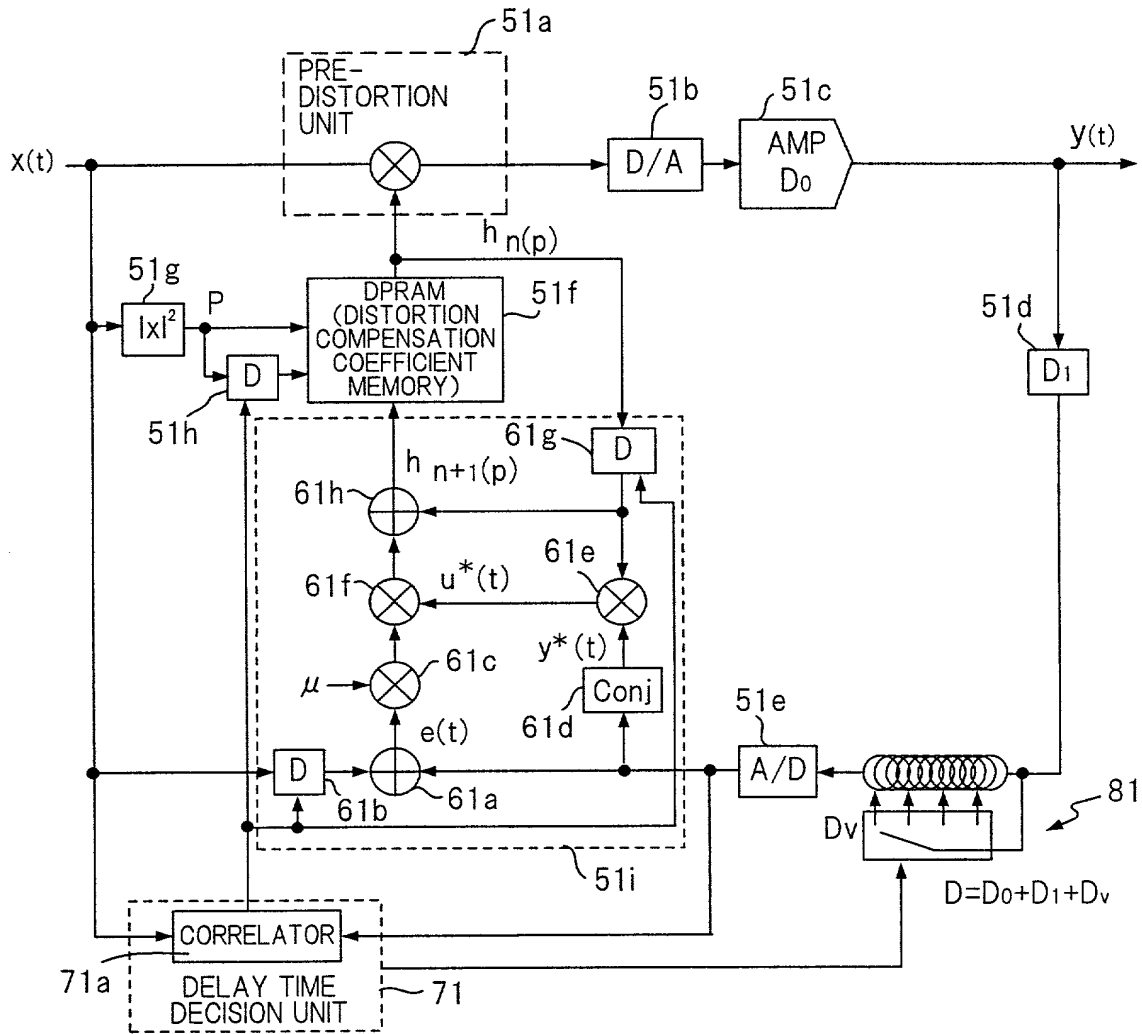 51a
PRE-
DISTORTION
UNIT
51b
51c
x(t)
D/A
AMP
D0
y(t)
hn(p)
51g
P
|x|²
DPRAM
(DISTORTION
COMPENSATION
COEFFICIENT
MEMORY)
51f
51d
D1
D
51h
61g
D
hn+1(p)
61h
61e
61f
u*(t)
y*(t)
μ
61c
Conj
61d
51e
e(t)
D
61b
61a
A/D
81
Dv
51i
D=D0+D1+Dv
CORRELATOR
71a
DELAY TIME
DECISION UNIT
71